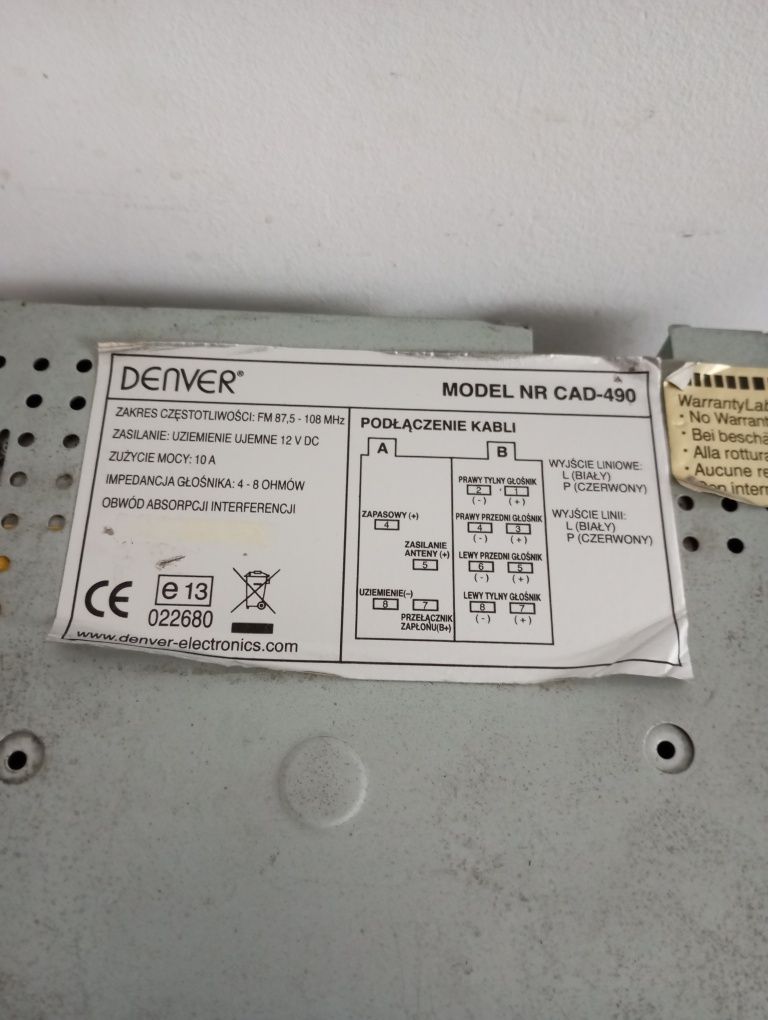 DENVER®
MODEL NR CAD-490
ZAKRES CZĘSTOTLIWOŚCI: FM 87,5 - 108 MHz
ZASILANIE: UZIEMIENIE UJEMNE 12 V DC
ZUŻYCIE MOCY: 10 A
IMPEDANCJA GŁOŚNIKA: 4 - 8 OHMÓW
OBWÓD ABSORPCJI INTERFERENCJI
CE
e 13
022680
www.denver-electronics.com
PODŁĄCZENIE KABLI
A
ZAPASOWY (+)
4
ZASILANIE
ANTENY (+)
5
UZIEMIENIE(-)
8 7
PRZEŁĄCZNIK
ZAPŁONU(B+)
B
PRAWY TYLNY GŁOŚNIK
2 1
(-) (+)
PRAWY PRZEDNI GŁOŚNIK
4 3
(-) (+)
LEWY PRZEDNI GŁOŚNIK
6 5
(-) (+)
LEWY TYLNY GŁOŚNIK
8 7
(-) (+)
WYJŚCIE LINIOWE:
L (BIAŁY)
P (CZERWONY)
WYJŚCIE LINII:
L (BIAŁY)
P (CZERWONY)
WarrantyLab
· No Warrant
· Bei beschä
· Alla rottura
· Aucune re